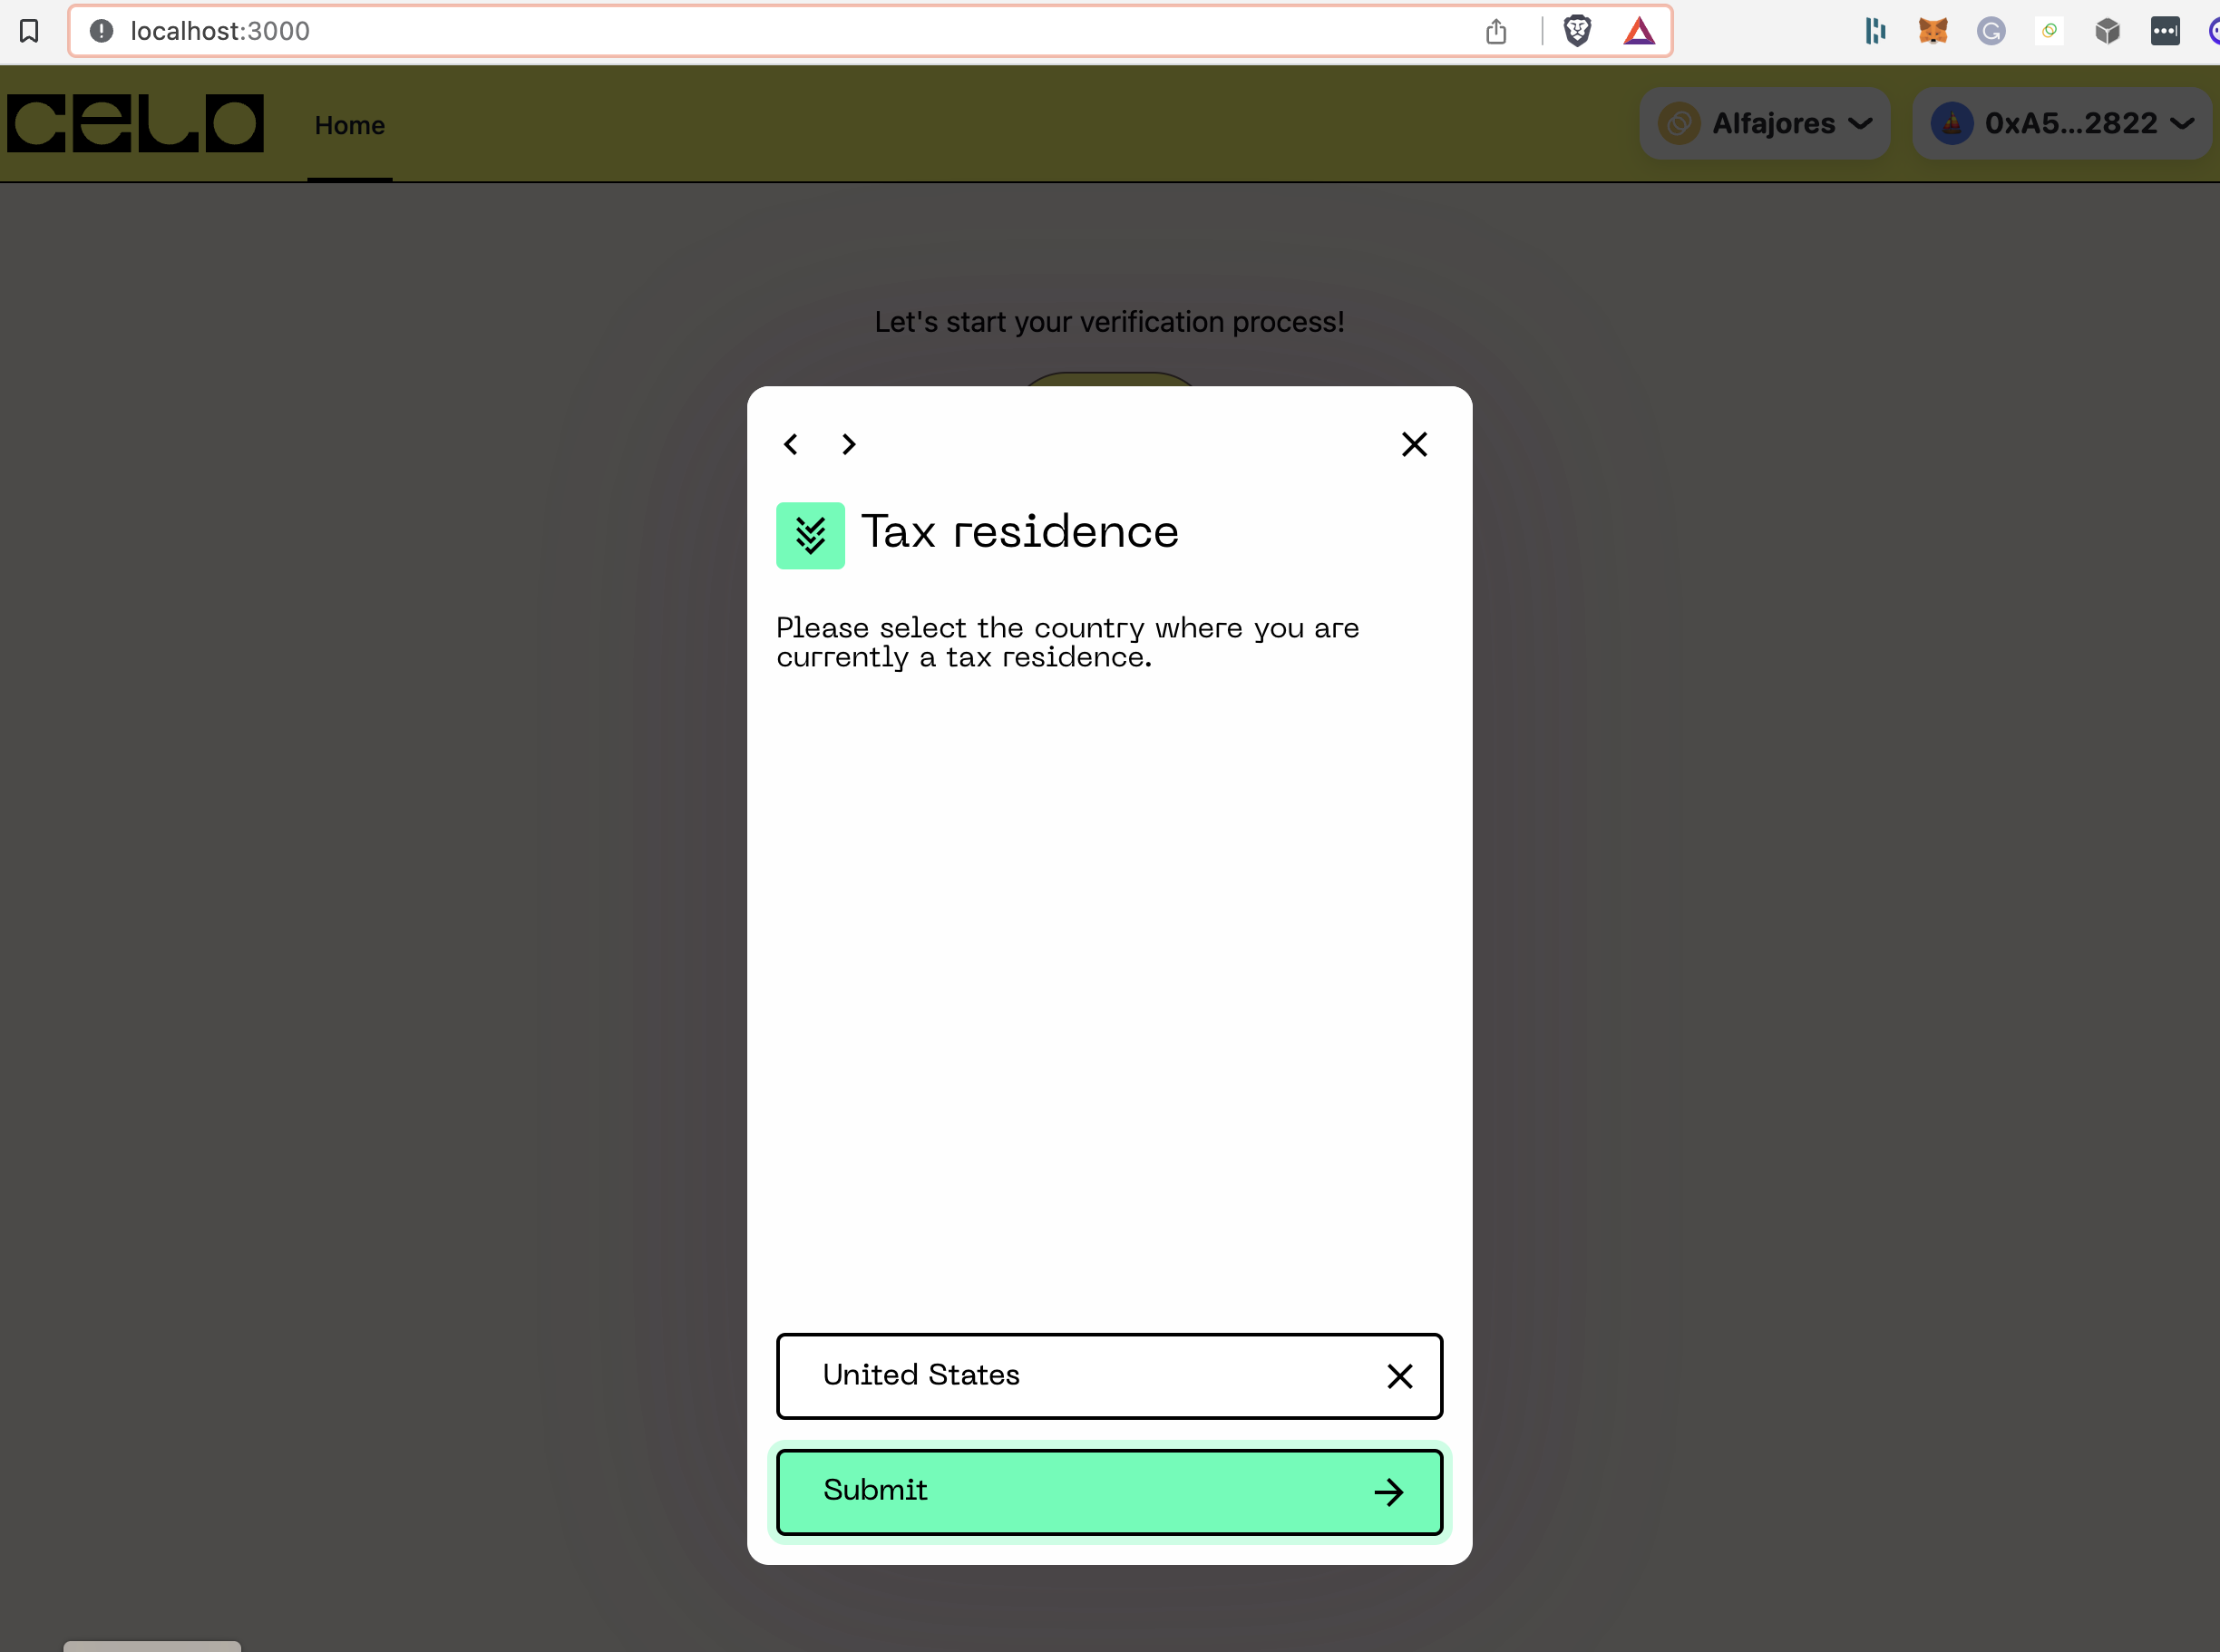 localhost:3000
CELO
Home
Alfajores
0xA5...2822
Let's start your verification process!
Tax residence
Please select the country where you are
currently a tax residence.
United States
Submit